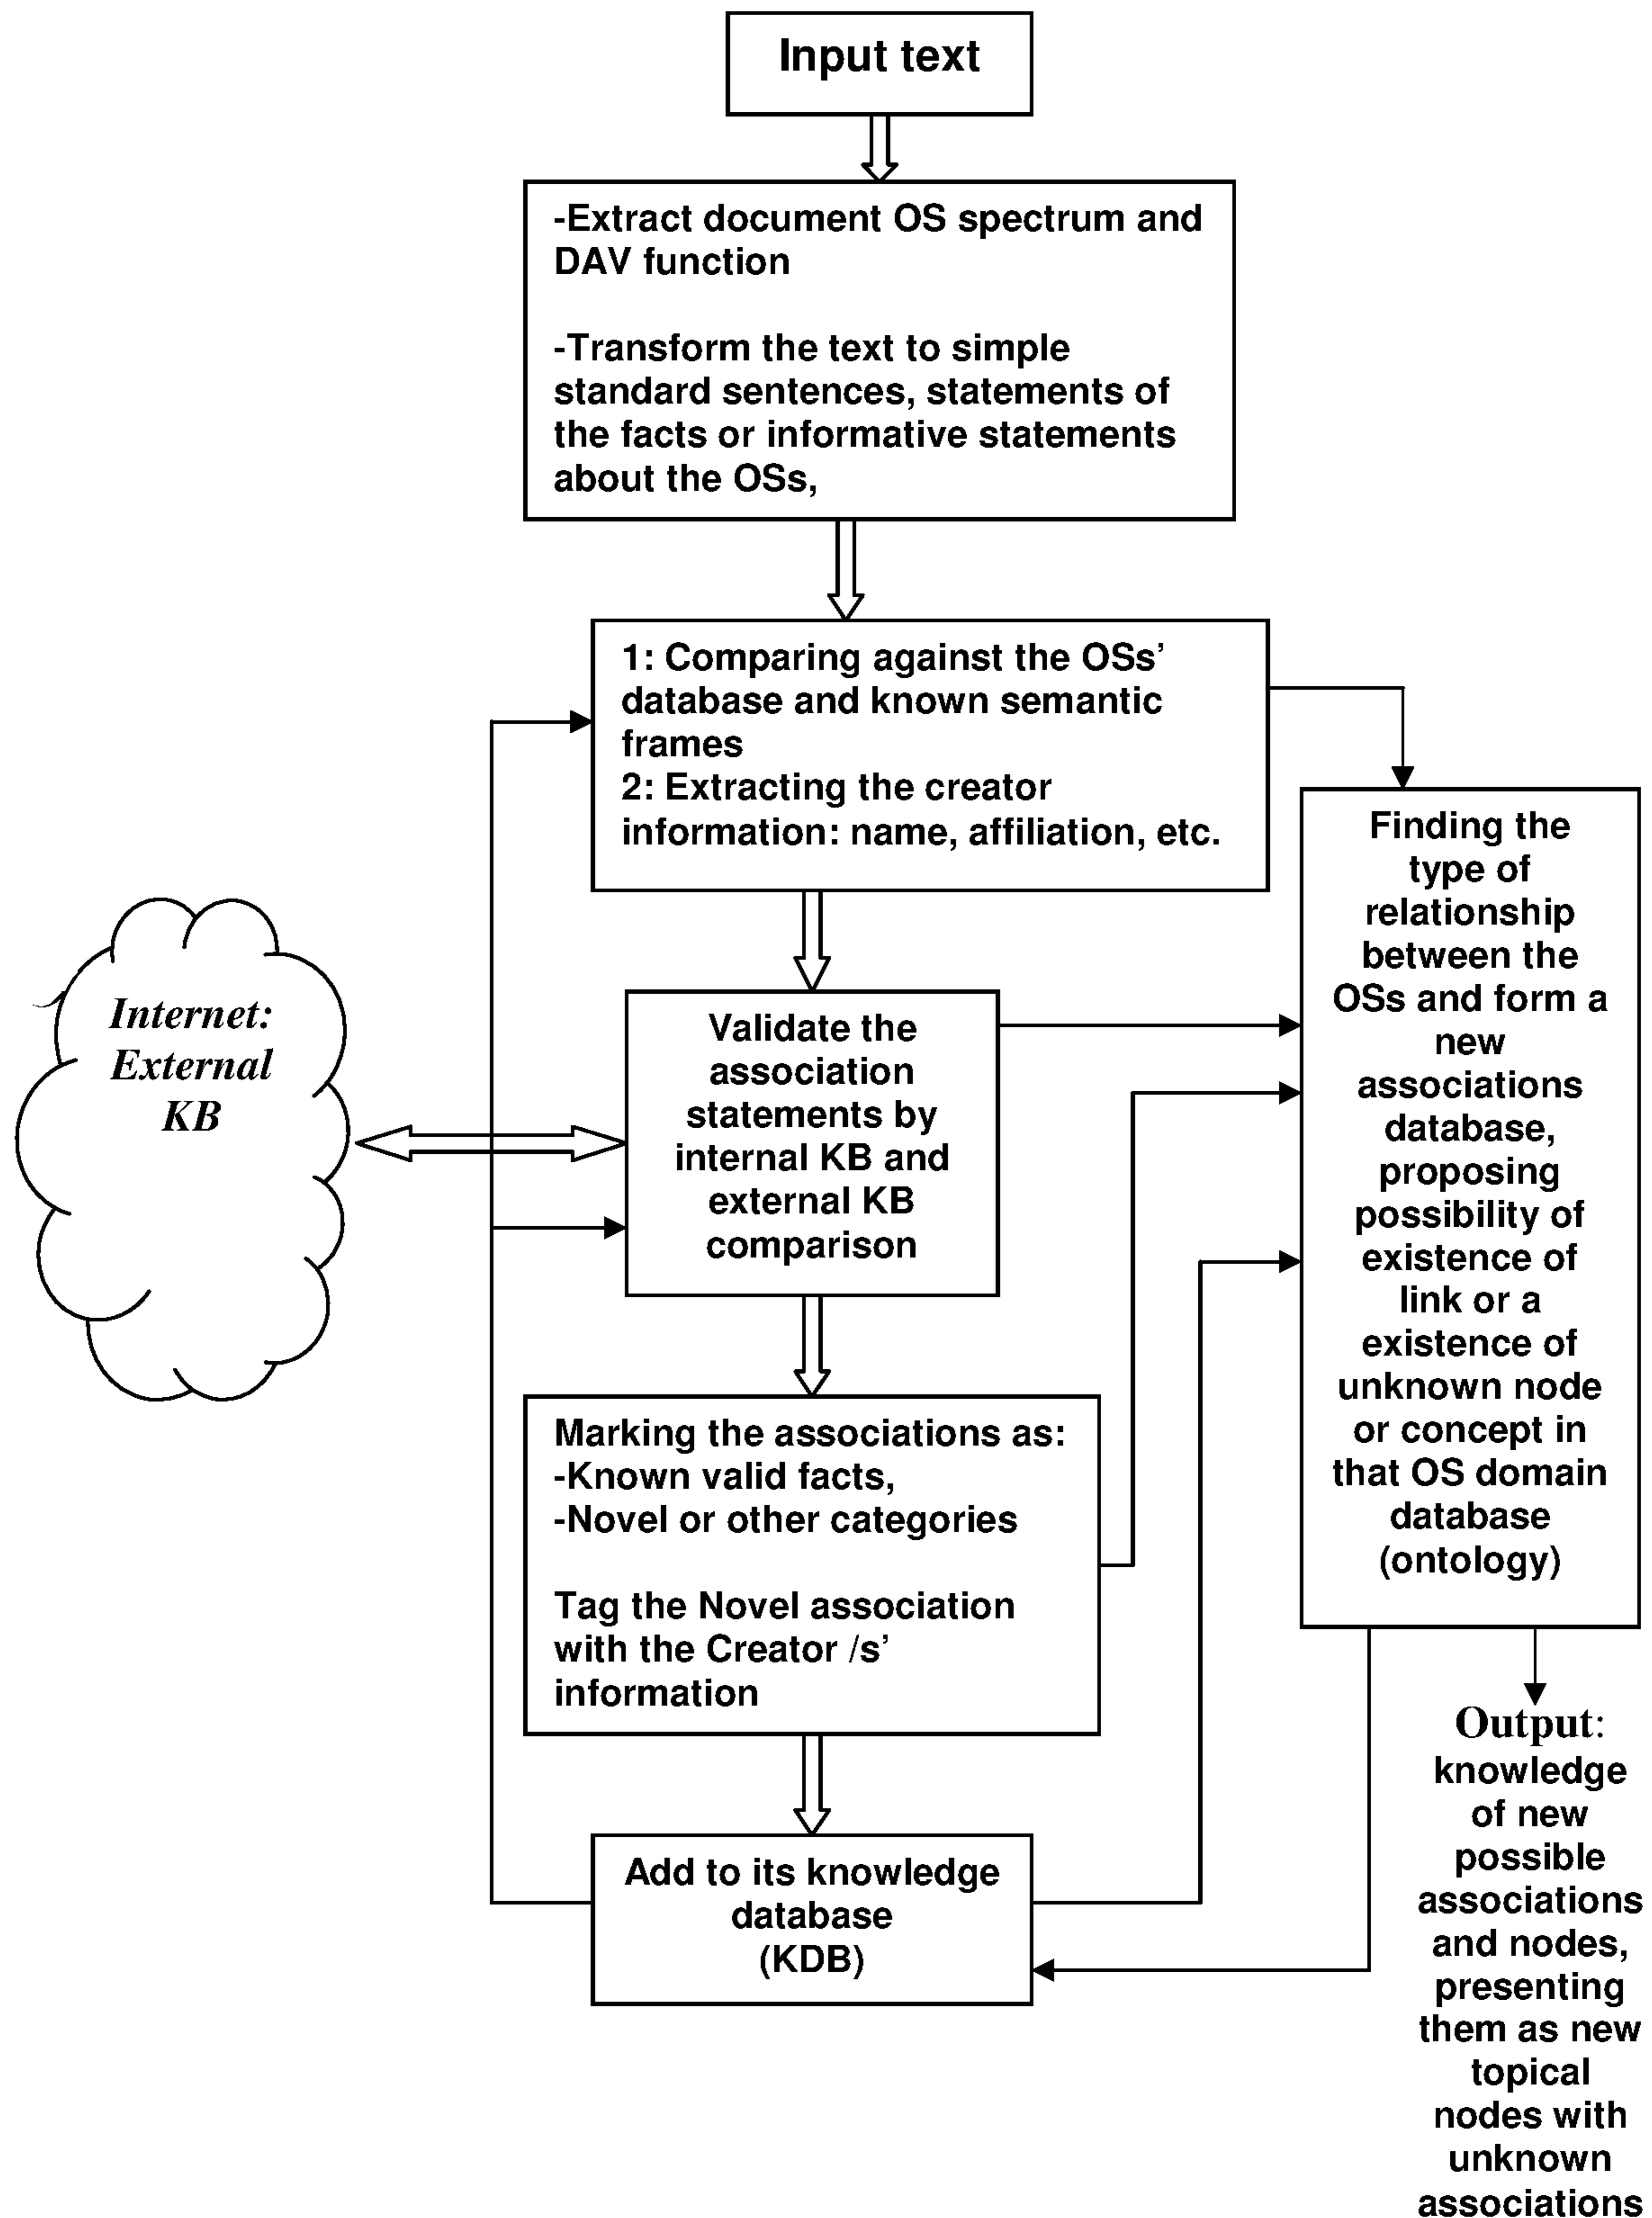 Input text
-Extract document OS spectrum and
DAV function
-Transform the text to simple
standard sentences, statements of
the facts or informative statements
about the OSs,
1: Comparing against the OSs’
database and known semantic
frames
2: Extracting the creator
information: name, affiliation, etc.
Internet:
External
KB
Validate the
association
statements by
internal KB and
external KB
comparison
Marking the associations as:
-Known valid facts,
-Novel or other categories
Tag the Novel association
with the Creator /s’
information
Add to its knowledge
database
(KDB)
Finding the
type of
relationship
between the
OSs and form a
new
associations
database,
proposing
possibility of
existence of
link or a
existence of
unknown node
or concept in
that OS domain
database
(ontology)
Output:
knowledge
of new
possible
associations
and nodes,
presenting
them as new
topical
nodes with
unknown
associations